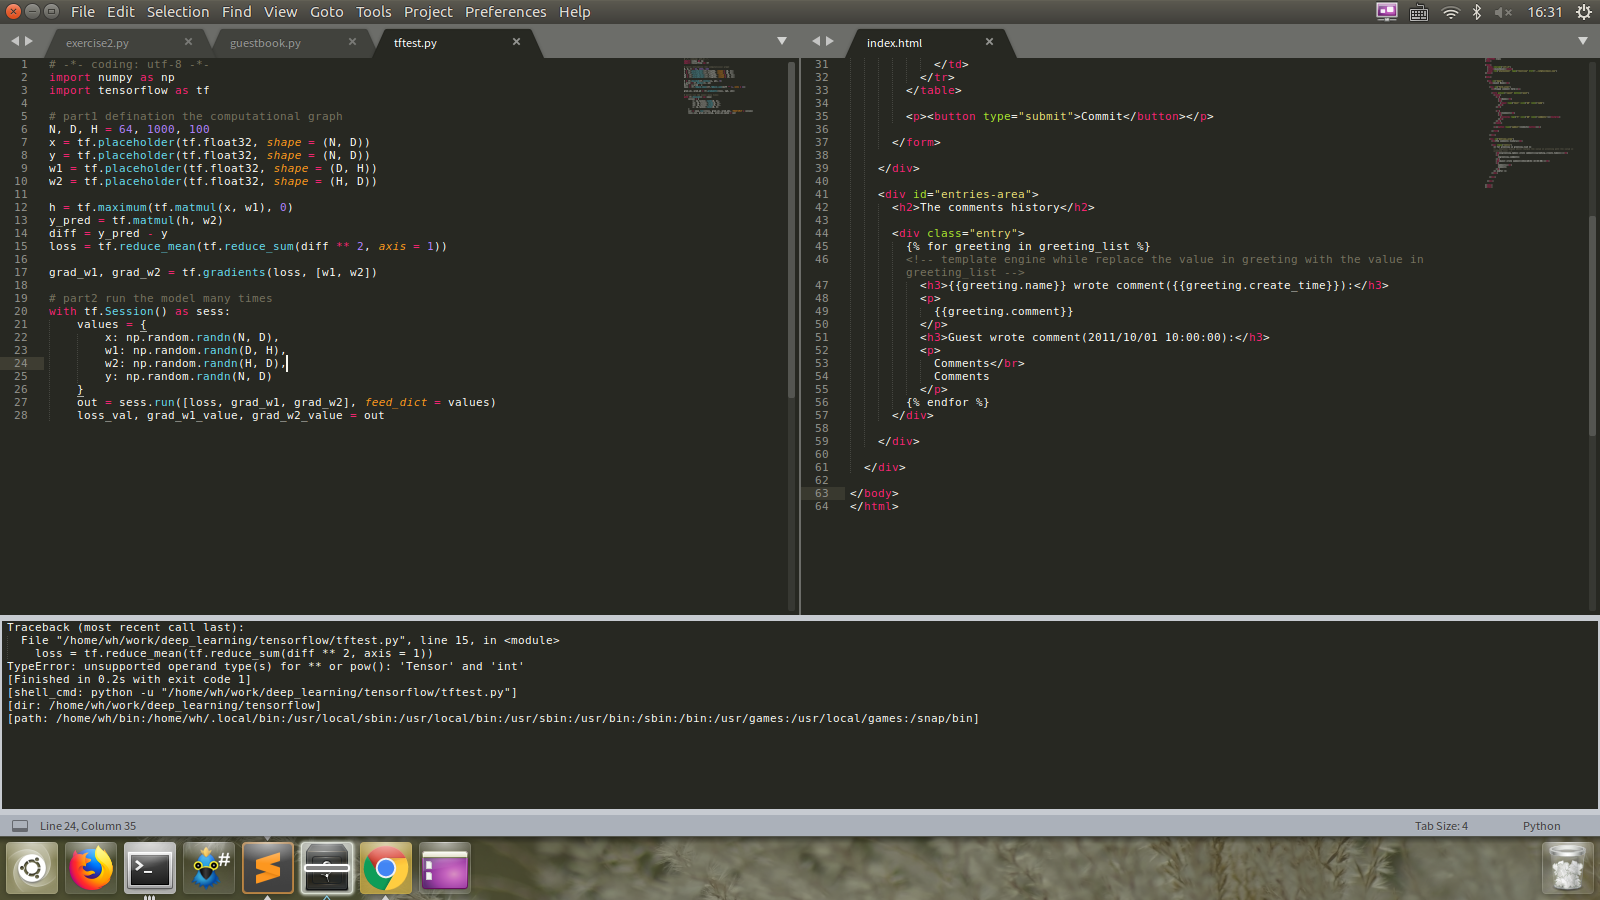 File Edit Selection Find View Goto Tools Project Preferences Help
16:31
exercise2.py
guestbook.py
tftest.py
1 # -*- coding: utf-8 -*-
2 import numpy as np
3 import tensorflow as tf
4
5 # part1 defination the computational graph
6 N, D, H = 64, 1000, 100
7 x = tf.placeholder(tf.float32, shape = (N, D))
8 y = tf.placeholder(tf.float32, shape = (N, D))
9 w1 = tf.placeholder(tf.float32, shape = (D, H))
10 w2 = tf.placeholder(tf.float32, shape = (H, D))
11
12 h = tf.maximum(tf.matmul(x, w1), 0)
13 y_pred = tf.matmul(h, w2)
14 diff = y_pred - y
15 loss = tf.reduce_mean(tf.reduce_sum(diff ** 2, axis = 1))
16
17 grad_w1, grad_w2 = tf.gradients(loss, [w1, w2])
18
19 # part2 run the model many times
20 with tf.Session() as sess:
21 values = {
22 x: np.random.randn(N, D),
23 w1: np.random.randn(D, H),
24 w2: np.random.randn(H, D),
25 y: np.random.randn(N, D)
26 }
27 out = sess.run([loss, grad_w1, grad_w2], feed_dict = values)
28 loss_val, grad_w1_value, grad_w2_value = out
index.html
31 </td>
32 </tr>
33 </table>
34
35 <p><button type="submit">Commit</button></p>
36
37 </form>
38
39 </div>
40
41 <div id="entries-area">
42 <h2>The comments history</h2>
43
44 <div class="entry">
45 {% for greeting in greeting_list %}
46 <!-- template engine while replace the value in greeting with the value in
greeting_list -->
47 <h3>{{greeting.name}} wrote comment({{greeting.create_time}}):</h3>
48 <p>
49 {{greeting.comment}}
50 </p>
51 <h3>Guest wrote comment(2011/10/01 10:00:00):</h3>
52 <p>
53 Comments</br>
54 Comments
55 </p>
56 {% endfor %}
57 </div>
58
59 </div>
60
61 </div>
62
63 </body>
64 </html>
Traceback (most recent call last):
File "/home/wh/work/deep_learning/tensorflow/tftest.py", line 15, in <module>
loss = tf.reduce_mean(tf.reduce_sum(diff ** 2, axis = 1))
TypeError: unsupported operand type(s) for ** or pow(): 'Tensor' and 'int'
[Finished in 0.2s with exit code 1]
[shell_cmd: python -u "/home/wh/work/deep_learning/tensorflow/tftest.py"]
[dir: /home/wh/work/deep_learning/tensorflow]
[path: /home/wh/bin:/home/wh/.local/bin:/usr/local/sbin:/usr/local/bin:/usr/sbin:/usr/bin:/sbin:/bin:/usr/games:/usr/local/games:/snap/bin]
Line 24, Column 35
Tab Size: 4
Python